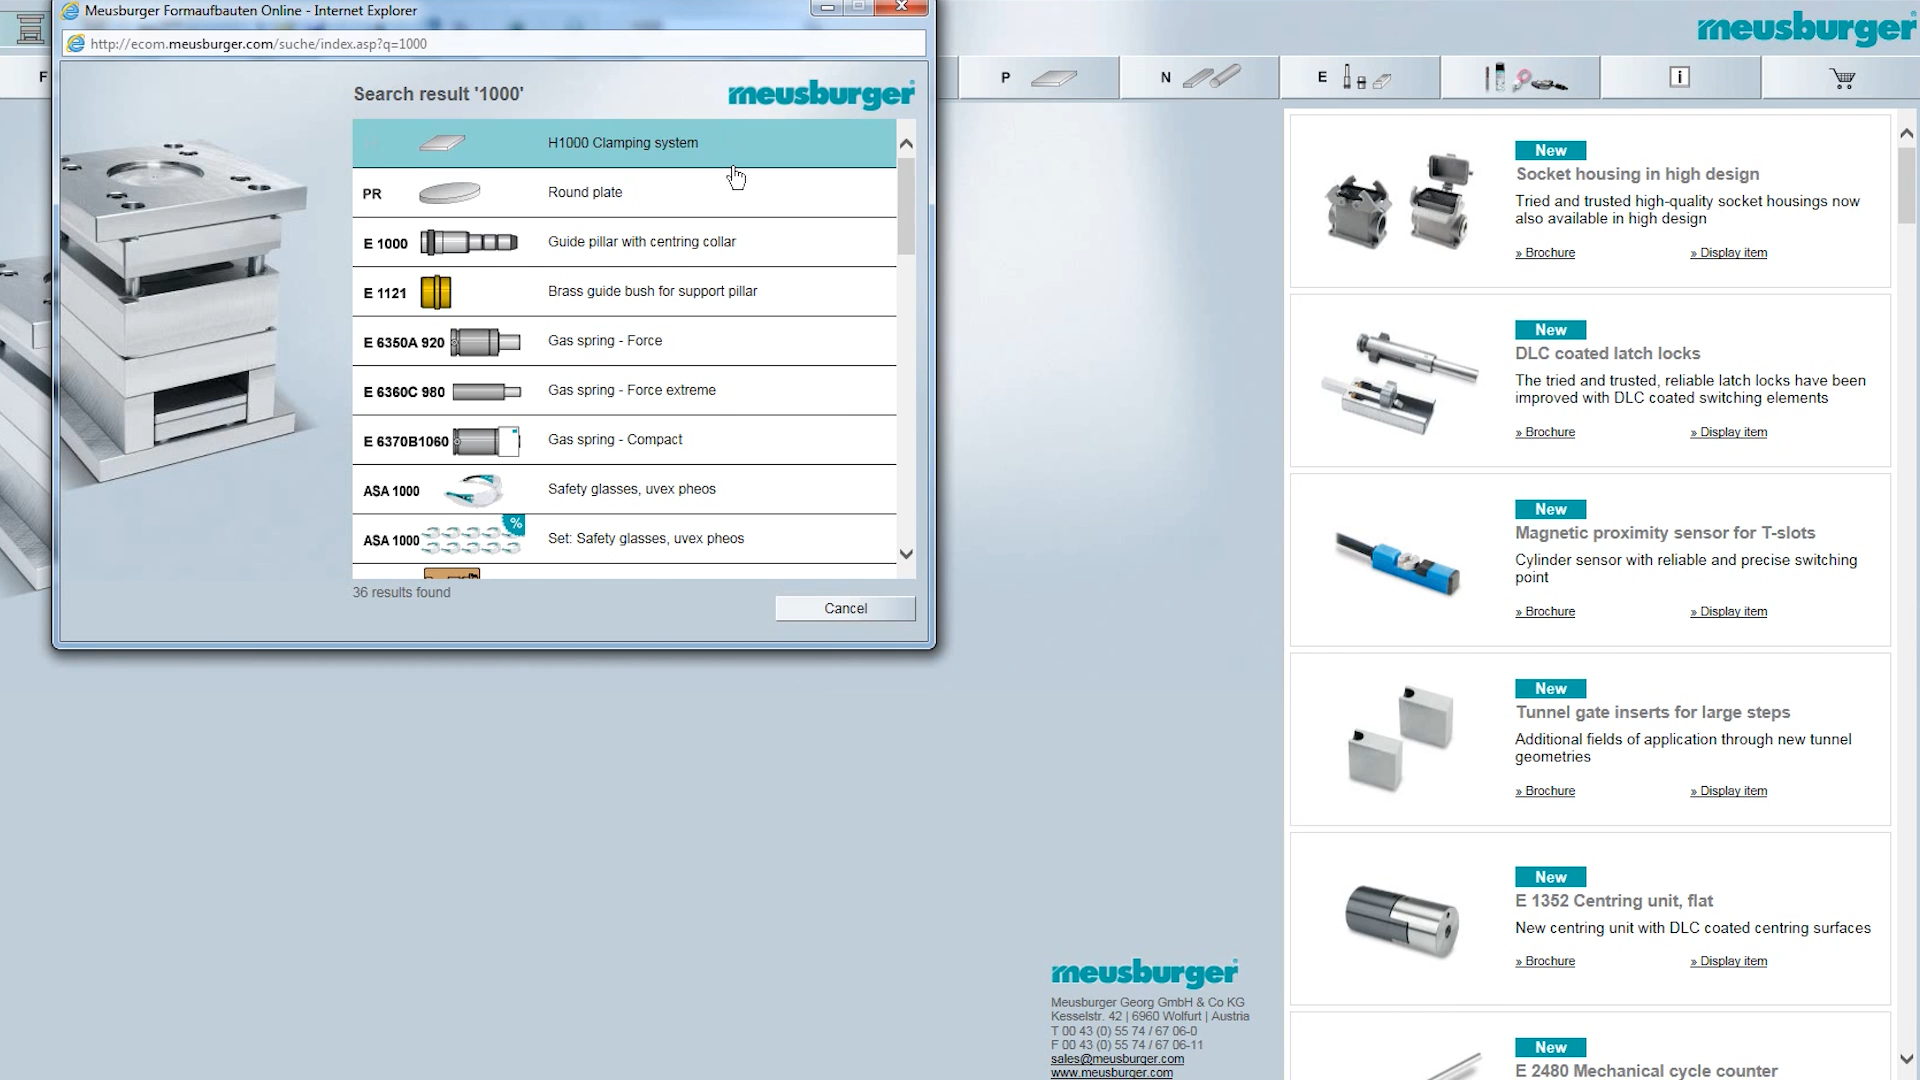 Meusburger Formaufbauten Online - Internet Explorer
http://ecom.meusburger.com/suche/index.asp?q=1000
Search result '1000'
meusburger
H1000 Clamping system
PR Round plate
E 1000 Guide pillar with centring collar
E 1121 Brass guide bush for support pillar
E 6350A 920 Gas spring - Force
E 6360C 980 Gas spring - Force extreme
E 6370B1060 Gas spring - Compact
ASA 1000 Safety glasses, uvex pheos
ASA 1000 % Set: Safety glasses, uvex pheos
36 results found
Cancel
meusburger
F P N E i
New
Socket housing in high design
Tried and trusted high-quality socket housings now
also available in high design
» Brochure » Display item
New
DLC coated latch locks
The tried and trusted, reliable latch locks have been
improved with DLC coated switching elements
» Brochure » Display item
New
Magnetic proximity sensor for T-slots
Cylinder sensor with reliable and precise switching
point
» Brochure » Display item
New
Tunnel gate inserts for large steps
Additional fields of application through new tunnel
geometries
» Brochure » Display item
New
E 1352 Centring unit, flat
New centring unit with DLC coated centring surfaces
» Brochure » Display item
New
E 2480 Mechanical cycle counter
meusburger
Meusburger Georg GmbH & Co KG
Kesselstr. 42 | 6960 Wolfurt | Austria
T 00 43 (0) 55 74 / 67 06-0
F 00 43 (0) 55 74 / 67 06-11
sales@meusburger.com
www.meusburger.com